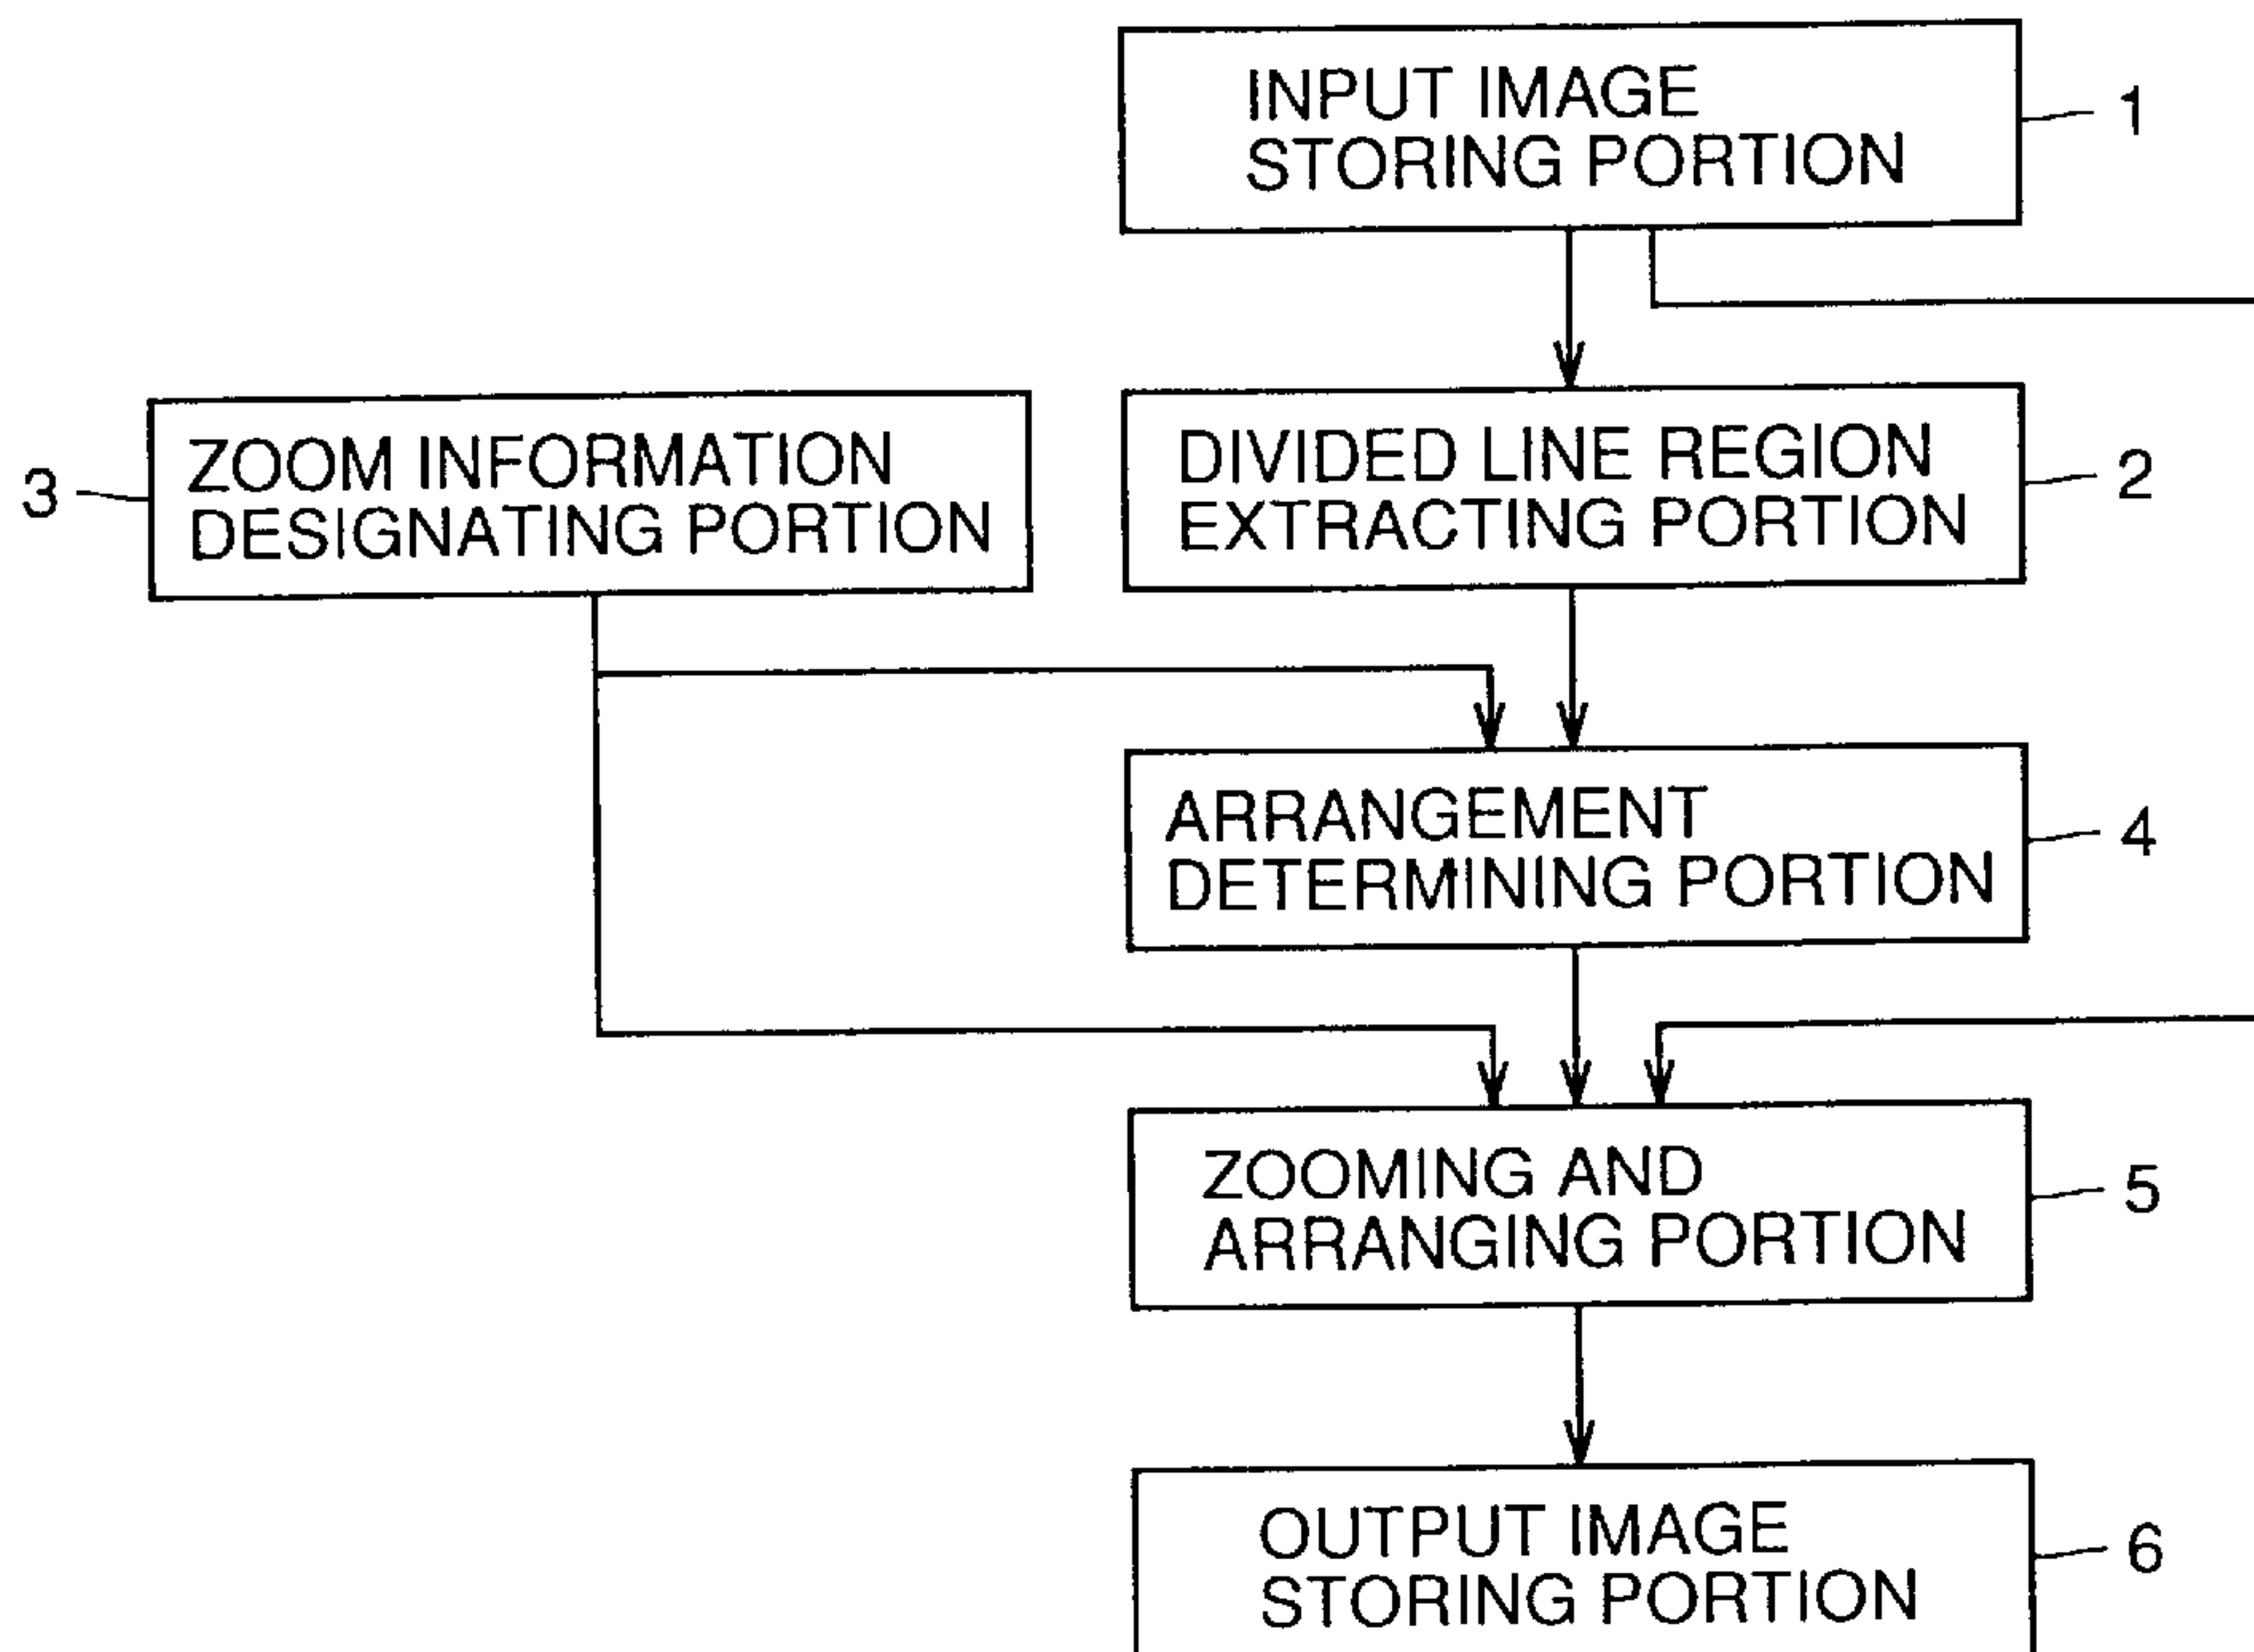 INPUT IMAGE
STORING PORTION
1
ZOOM INFORMATION
DESIGNATING PORTION
3
DIVIDED LINE REGION
EXTRACTING PORTION
2
ARRANGEMENT
DETERMINING PORTION
4
ZOOMING AND
ARRANGING PORTION
5
OUTPUT IMAGE
STORING PORTION
6